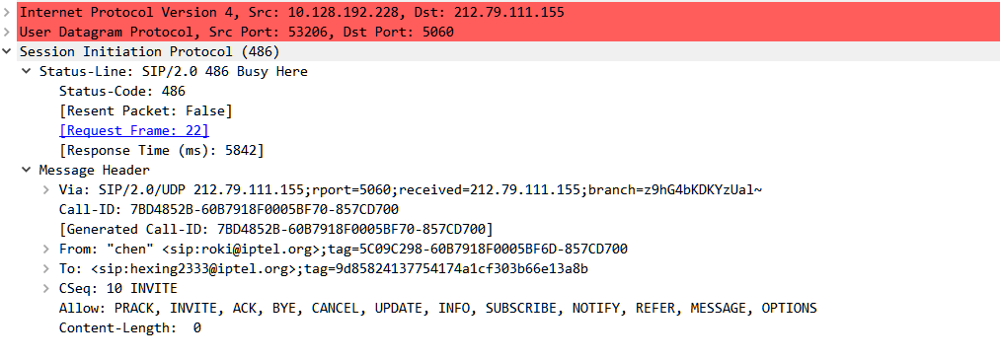 Internet Protocol Version 4, Src: 10.128.192.228, Dst: 212.79.111.155
User Datagram Protocol, Src Port: 53206, Dst Port: 5060
Session Initiation Protocol (486)
Status-Line: SIP/2.0 486 Busy Here
Status-Code: 486
[Resent Packet: False]
[Request Frame: 22]
[Response Time (ms): 5842]
Message Header
Via: SIP/2.0/UDP 212.79.111.155;rport=5060;received=212.79.111.155;branch=z9hG4bKDKYzUal~
Call-ID: 7BD4852B-60B7918F0005BF70-857CD700
[Generated Call-ID: 7BD4852B-60B7918F0005BF70-857CD700]
From: "chen" <sip:roki@iptel.org>;tag=5C09C298-60B7918F0005BF6D-857CD700
To: <sip:hexing2333@iptel.org>;tag=9d85824137754174a1cf303b66e13a8b
CSeq: 10 INVITE
Allow: PRACK, INVITE, ACK, BYE, CANCEL, UPDATE, INFO, SUBSCRIBE, NOTIFY, REFER, MESSAGE, OPTIONS
Content-Length:  0